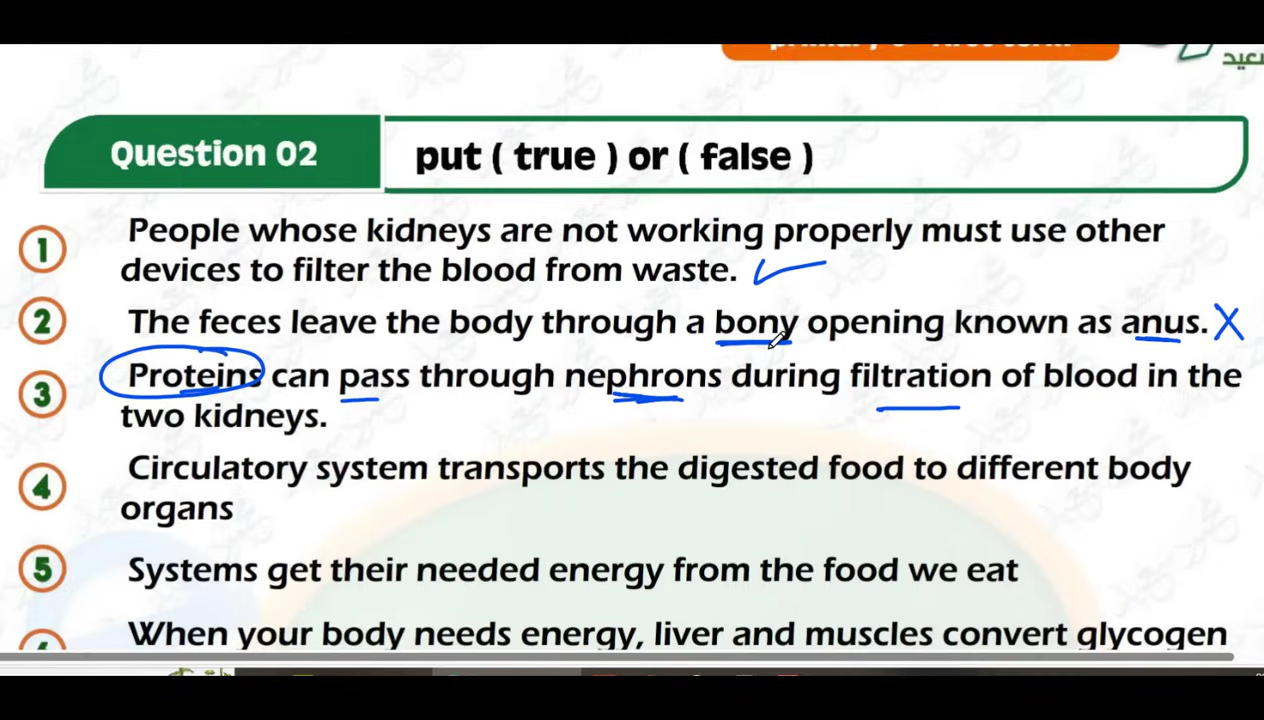 Question 02
put ( true ) or ( false )
1 People whose kidneys are not working properly must use other
devices to filter the blood from waste.
2 The feces leave the body through a bony opening known as anus. X
3 Proteins can pass through nephrons during filtration of blood in the
two kidneys.
4 Circulatory system transports the digested food to different body
organs
5 Systems get their needed energy from the food we eat
When your body needs energy, liver and muscles convert glycogen